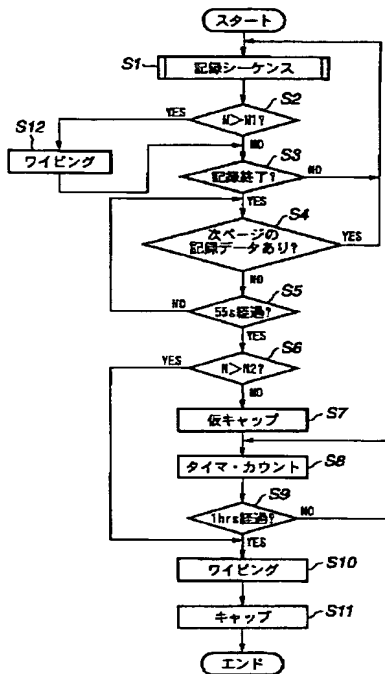 スタート
S1
記録シーケンス
S2
N>N1?
YES
NO
S12
ワイピング
S3
記録終了?
NO
YES
S4
次ページの
記録データあり?
YES
NO
S5
55s経過?
NO
YES
S6
N>N2?
YES
NO
仮キャップ
S7
タイマ・カウント
S8
S9
1hrs経過?
NO
YES
ワイピング
S10
キャップ
S11
エンド